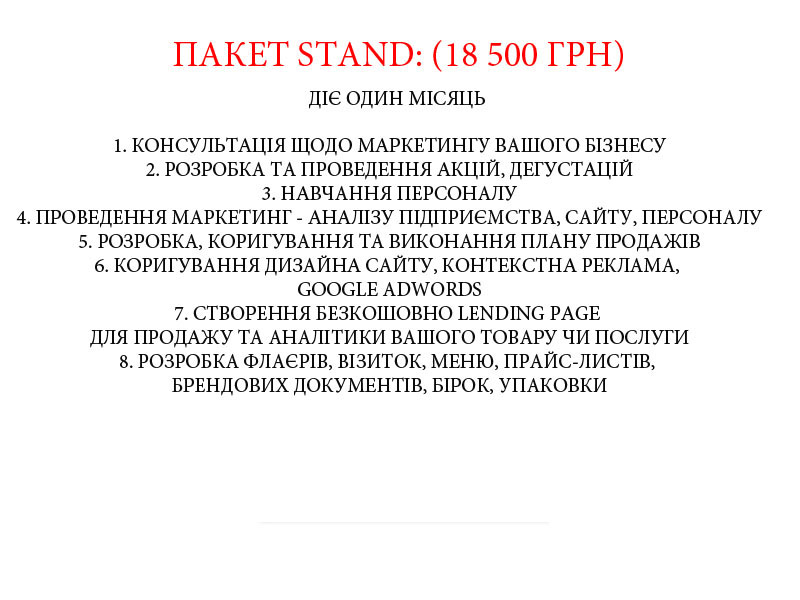 ПАКЕТ STAND: (18 500 ГРН)
ДІЄ ОДИН МІСЯЦЬ
1. КОНСУЛЬТАЦІЯ ЩОДО МАРКЕТИНГУ ВАШОГО БІЗНЕСУ
2. РОЗРОБКА ТА ПРОВЕДЕННЯ АКЦІЙ, ДЕГУСТАЦІЙ
3. НАВЧАННЯ ПЕРСОНАЛУ
4. ПРОВЕДЕННЯ МАРКЕТИНГ - АНАЛІЗУ ПІДПРИЄМСТВА, САЙТУ, ПЕРСОНАЛУ
5. РОЗРОБКА, КОРИГУВАННЯ ТА ВИКОНАННЯ ПЛАНУ ПРОДАЖІВ
6. КОРИГУВАННЯ ДИЗАЙНА САЙТУ, КОНТЕКСТНА РЕКЛАМА,
GOOGLE ADWORDS
7. СТВОРЕННЯ БЕЗКОШОВНО LENDING PAGE
ДЛЯ ПРОДАЖУ ТА АНАЛІТИКИ ВАШОГО ТОВАРУ ЧИ ПОСЛУГИ
8. РОЗРОБКА ФЛАЄРІВ, ВІЗИТОК, МЕНЮ, ПРАЙС-ЛИСТІВ,
БРЕНДОВИХ ДОКУМЕНТІВ, БІРОК, УПАКОВКИ